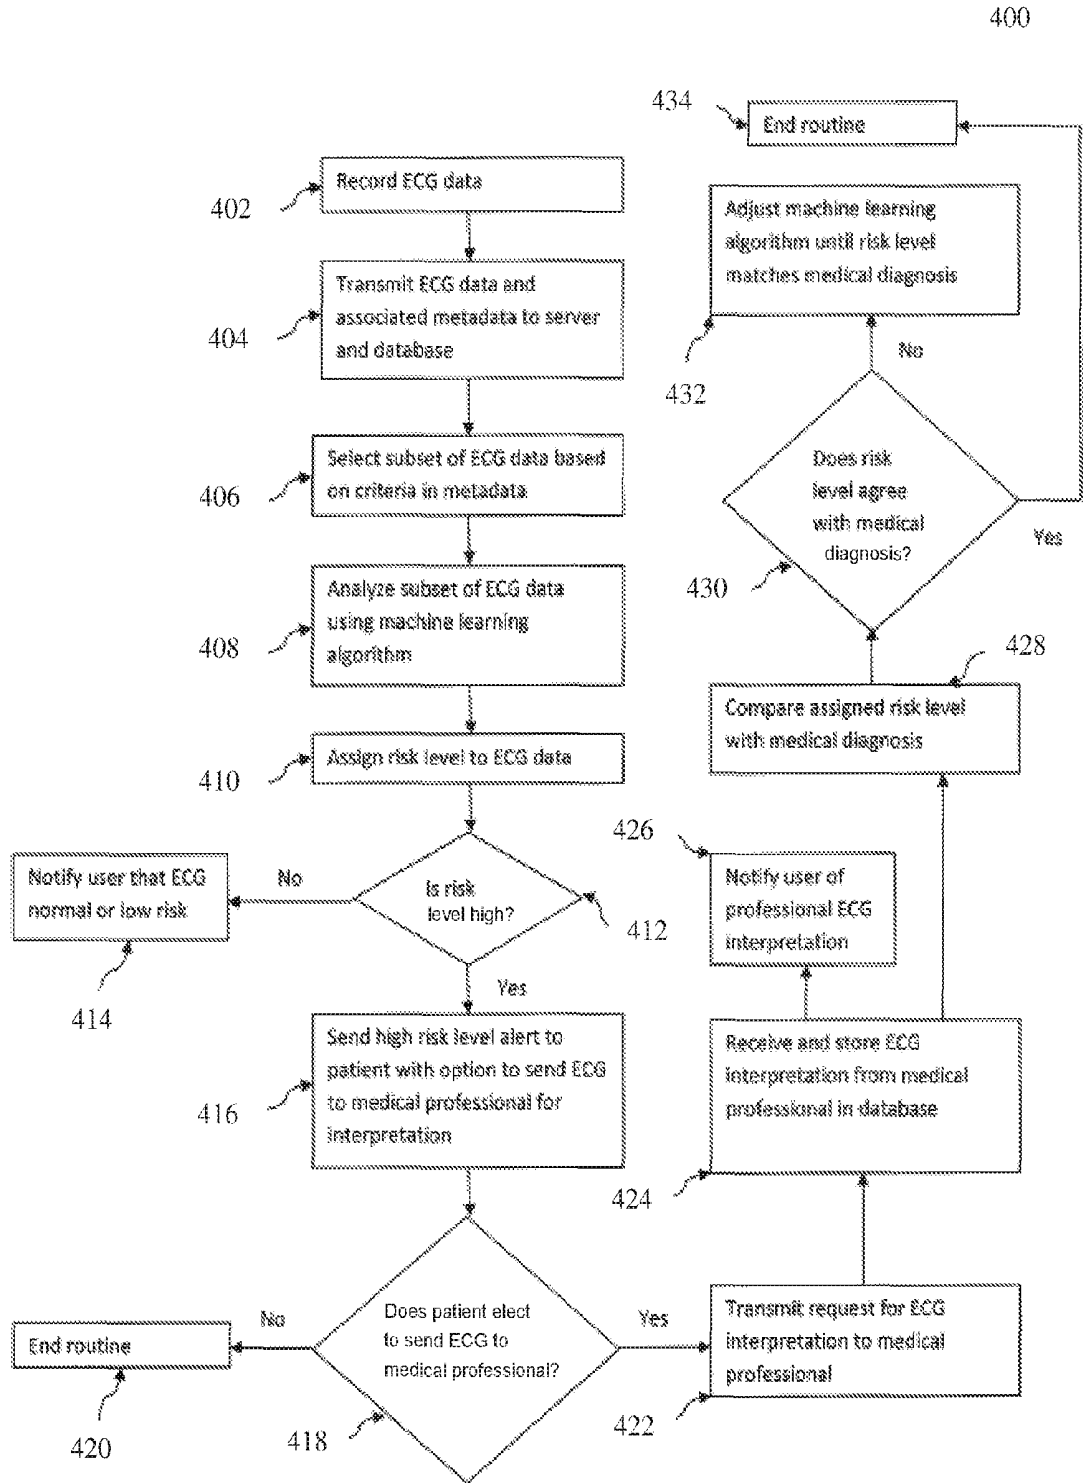 400
434
End routine
Record ECG data
402
Adjust machine learning
algorithm until risk level
matches medical diagnosis
Transmit ECG data and
associated metadata to server
and database
404
No
432
Select subset of ECG data based
on criteria in metadata
406
Does risk
level agree
with medical
diagnosis?
Yes
430
Analyze subset of ECG data
using machine learning
algorithm
408
428
Compare assigned risk level
with medical diagnosis
Assign risk level to ECG data
410
426
Notify user that ECG
normal or low risk
No
Is risk
level high?
412
Notify user of
professional ECG
interpretation
414
Yes
Send high risk level alert to
patient with option to send ECG
to medical professional for
interpretation
416
Receive and store ECG
interpretation from medical
professional in database
424
Does patient elect
to send ECG to
medical professional?
No
Yes
End routine
Transmit request for ECG
interpretation to medical
professional
420
418
422